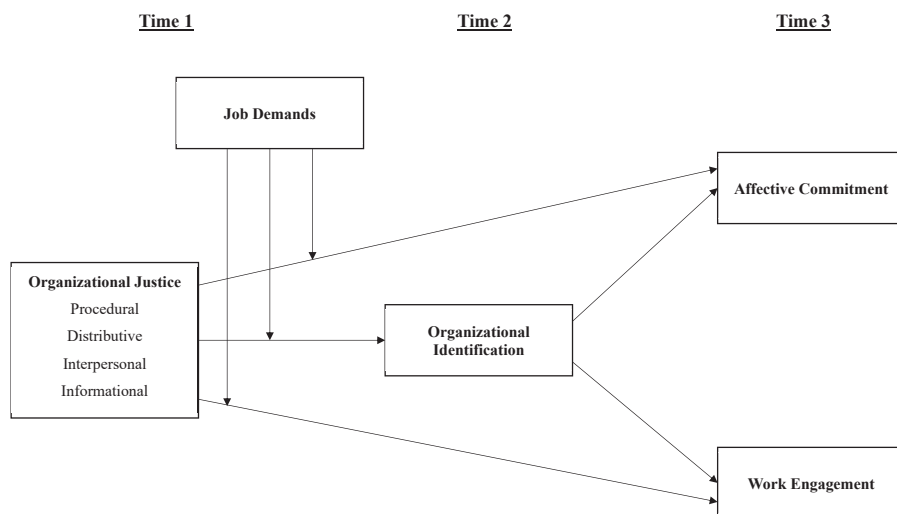 Time 1
Time 2
Time 3
Job Demands
Affective Commitment
Organizational Justice
Procedural
Distributive
Interpersonal
Informational
Organizational
Identification
Work Engagement